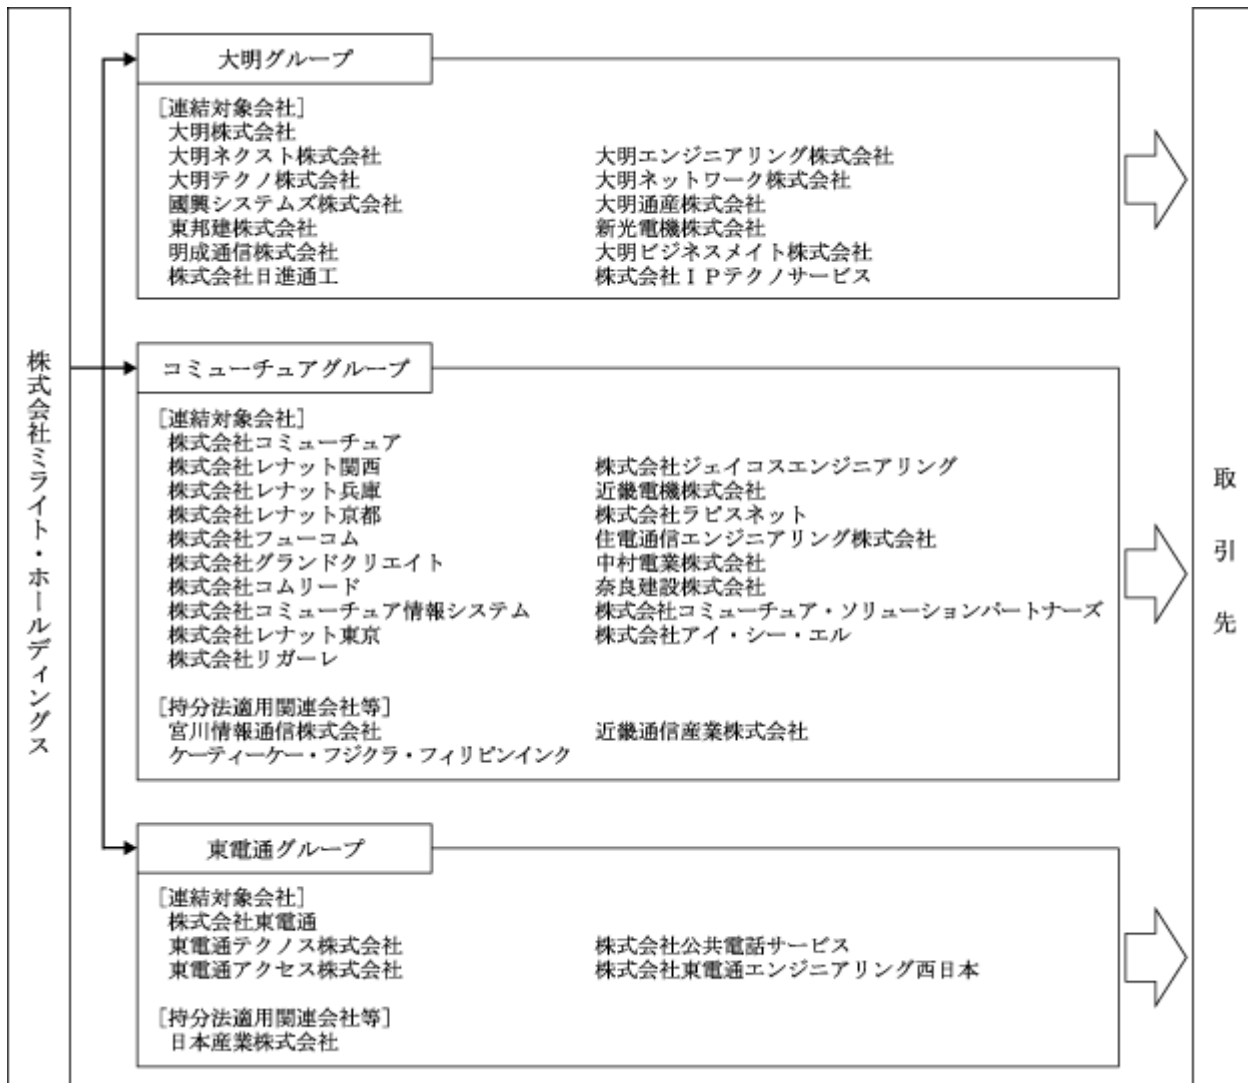 株式会社ミライト・ホールディングス
大明グループ
[連結対象会社]
大明株式会社
大明ネクスト株式会社 大明エンジニアリング株式会社
大明テクノ株式会社 大明ネットワーク株式会社
國興システムズ株式会社 大明通産株式会社
東邦建株式会社 新光電機株式会社
明成通信株式会社 大明ビジネスメイト株式会社
株式会社日進通工 株式会社ＩＰテクノサービス
コミューチュアグループ
[連結対象会社]
株式会社コミューチュア
株式会社レナット関西 株式会社ジェイコスエンジニアリング
株式会社レナット兵庫 近畿電機株式会社
株式会社レナット京都 株式会社ラピスネット
株式会社フューコム 住電通信エンジニアリング株式会社
株式会社グランドクリエイト 中村電業株式会社
株式会社コムリード 奈良建設株式会社
株式会社コミューチュア情報システム 株式会社コミューチュア・ソリューションパートナーズ
株式会社レナット東京 株式会社アイ・シー・エル
株式会社リガーレ
[持分法適用関連会社等]
宮川情報通信株式会社 近畿通信産業株式会社
ケーティーケー・フジクラ・フィリピンインク
東電通グループ
[連結対象会社]
株式会社東電通
東電通テクノス株式会社 株式会社公共電話サービス
東電通アクセス株式会社 株式会社東電通エンジニアリング西日本
[持分法適用関連会社等]
日本産業株式会社
取引先